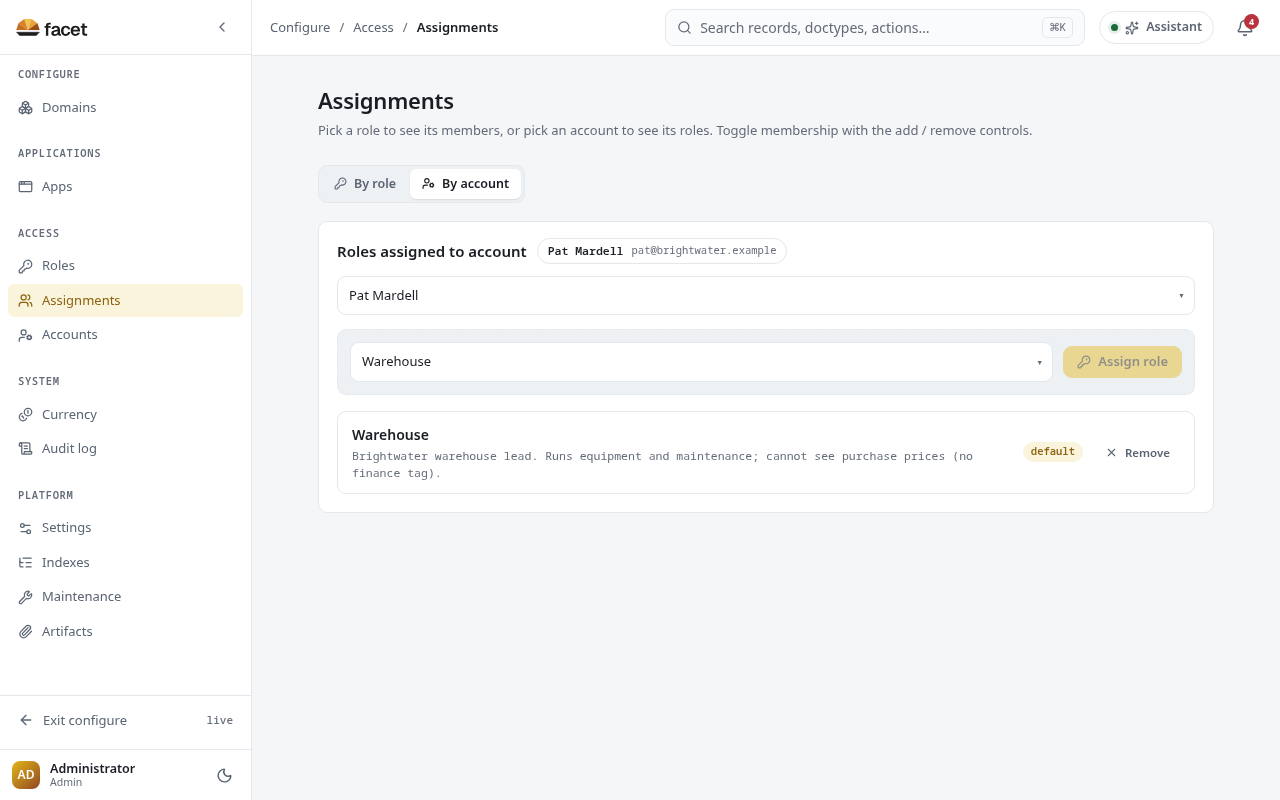 facet
Configure / Access / Assignments
Search records, doctypes, actions...
⌘K
Assistant
4
CONFIGURE
Domains
APPLICATIONS
Apps
ACCESS
Roles
Assignments
Accounts
SYSTEM
Currency
Audit log
PLATFORM
Settings
Indexes
Maintenance
Artifacts
Exit configure
live
AD
Administrator
Admin
Assignments
Pick a role to see its members, or pick an account to see its roles. Toggle membership with the add / remove controls.
By role
By account
Roles assigned to account
Pat Mardell pat@brightwater.example
Pat Mardell
Warehouse
Assign role
Warehouse
Brightwater warehouse lead. Runs equipment and maintenance; cannot see purchase prices (no
finance tag).
default
Remove